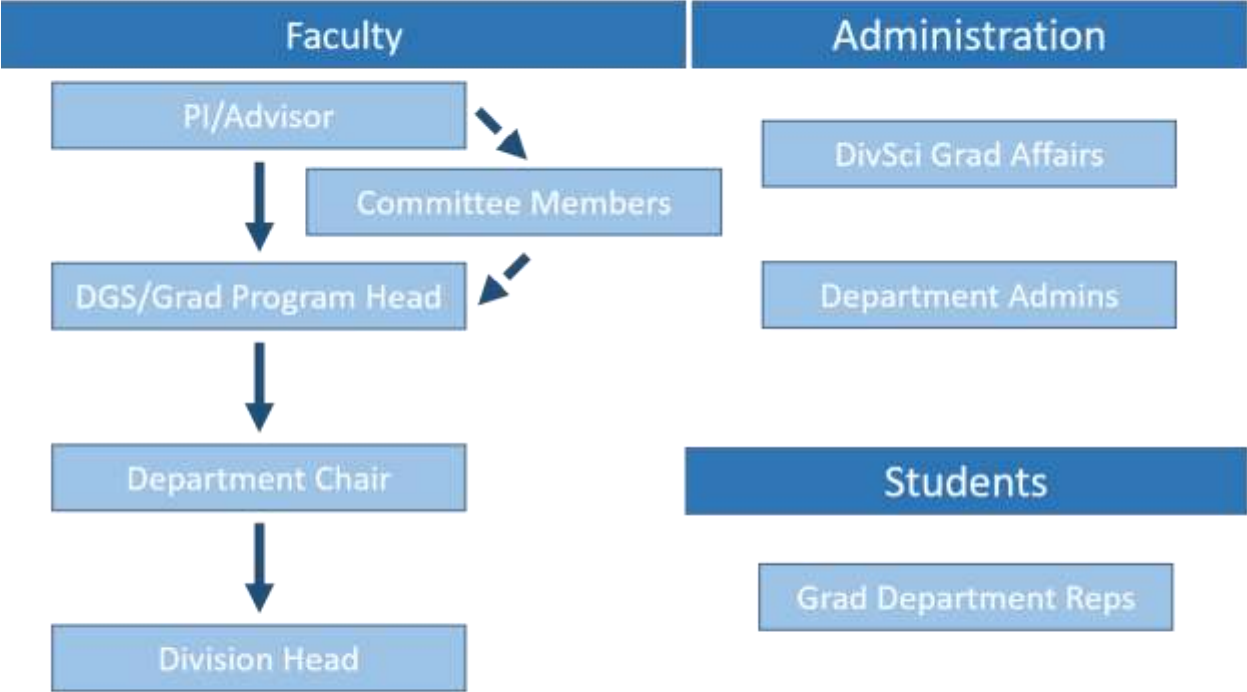 Faculty
PI/Advisor
Committee Members
DGS/Grad Program Head
Department Chair
Division Head
Administration
DivSci Grad Affairs
Department Admins
Students
Grad Department Reps